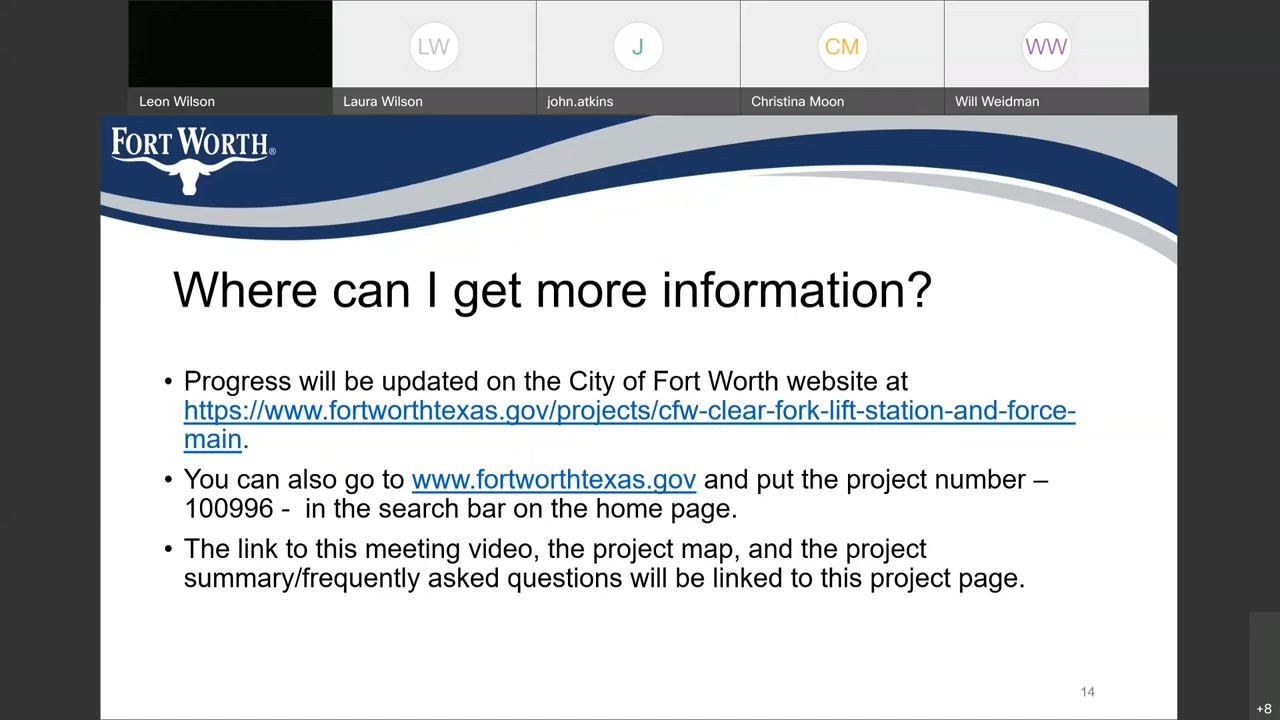 LW
J
CM
WW
Leon Wilson
Laura Wilson
john.atkins
Christina Moon
Will Weidman
FORT WORTH®
Where can I get more information?
• Progress will be updated on the City of Fort Worth website at
https://www.fortworthtexas.gov/projects/cfw-clear-fork-lift-station-and-force-
main.
• You can also go to www.fortworthtexas.gov and put the project number –
100996 -  in the search bar on the home page.
• The link to this meeting video, the project map, and the project
summary/frequently asked questions will be linked to this project page.
14
+8